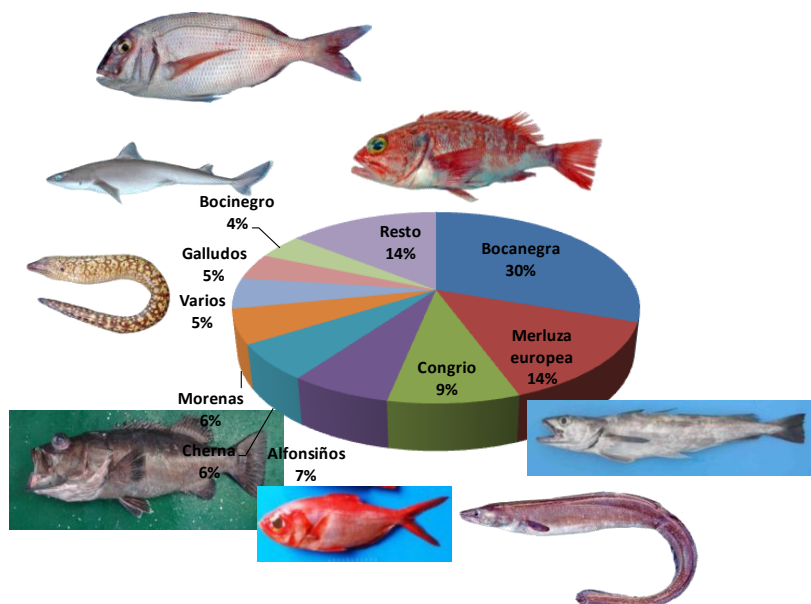 Bocinegro
4%
Resto
14%
Bocanegra
30%
Galludos
5%
Varios
5%
Merluza
europea
14%
Congrio
9%
Morenas
6%
Cherna
6%
Alfonsiños
7%